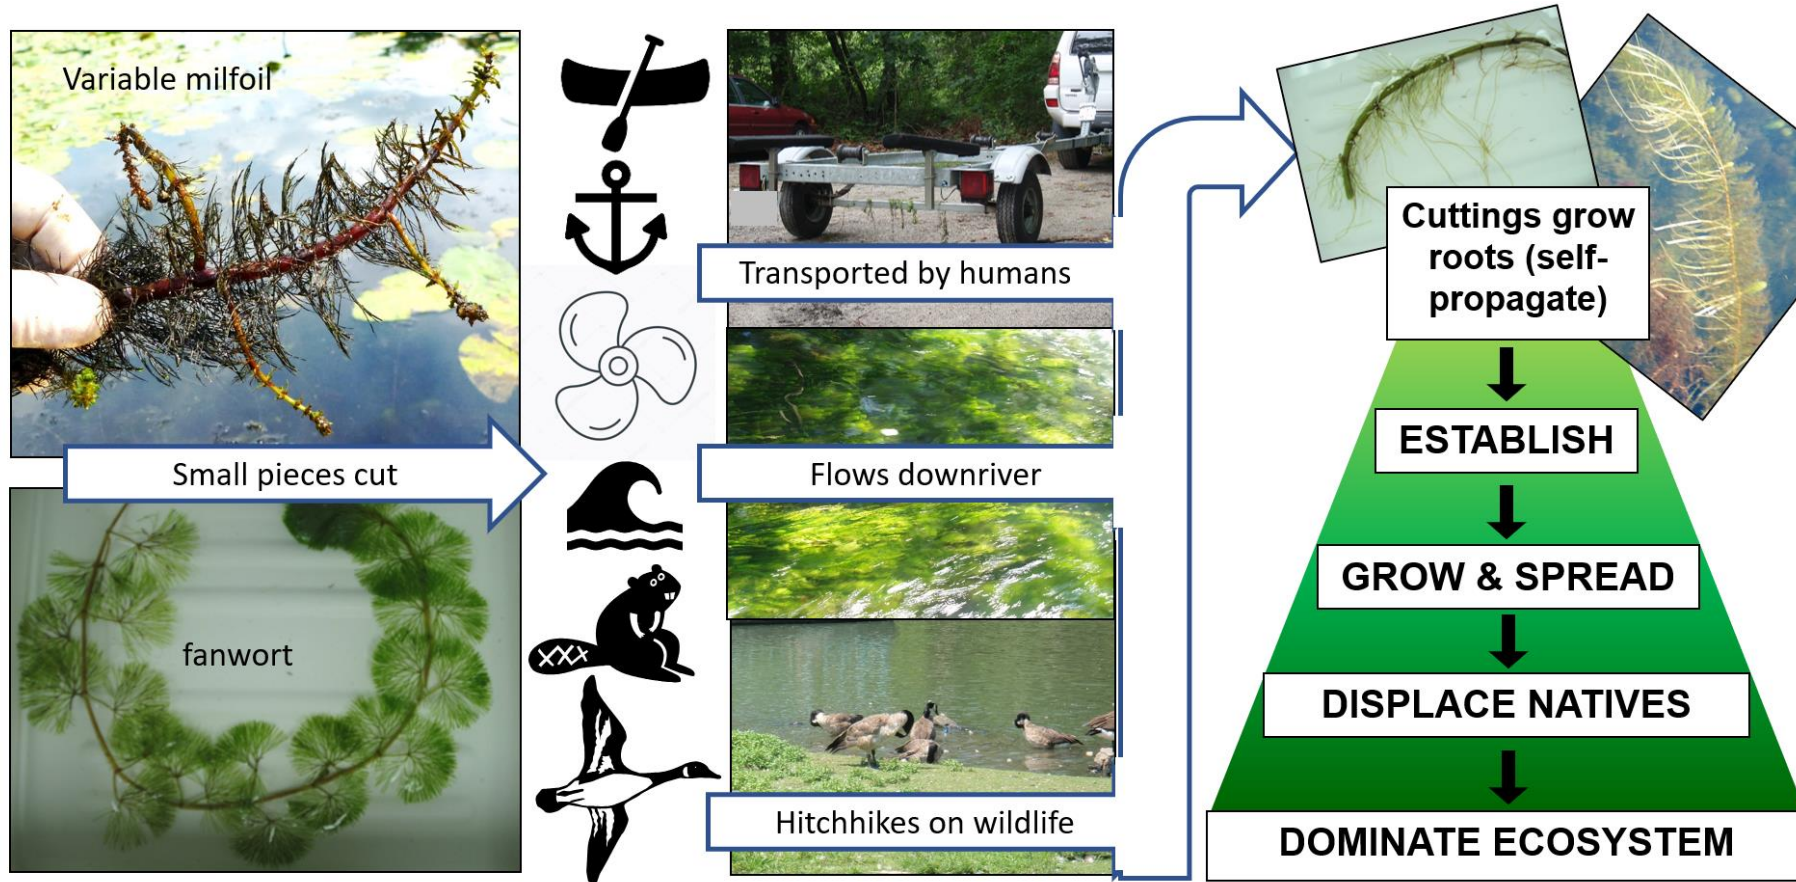 Variable milfoil
Small pieces cut
fanwort
Transported by humans
Flows downriver
Hitchhikes on wildlife
Cuttings grow
roots (self-
propagate)
ESTABLISH
GROW & SPREAD
DISPLACE NATIVES
DOMINATE ECOSYSTEM